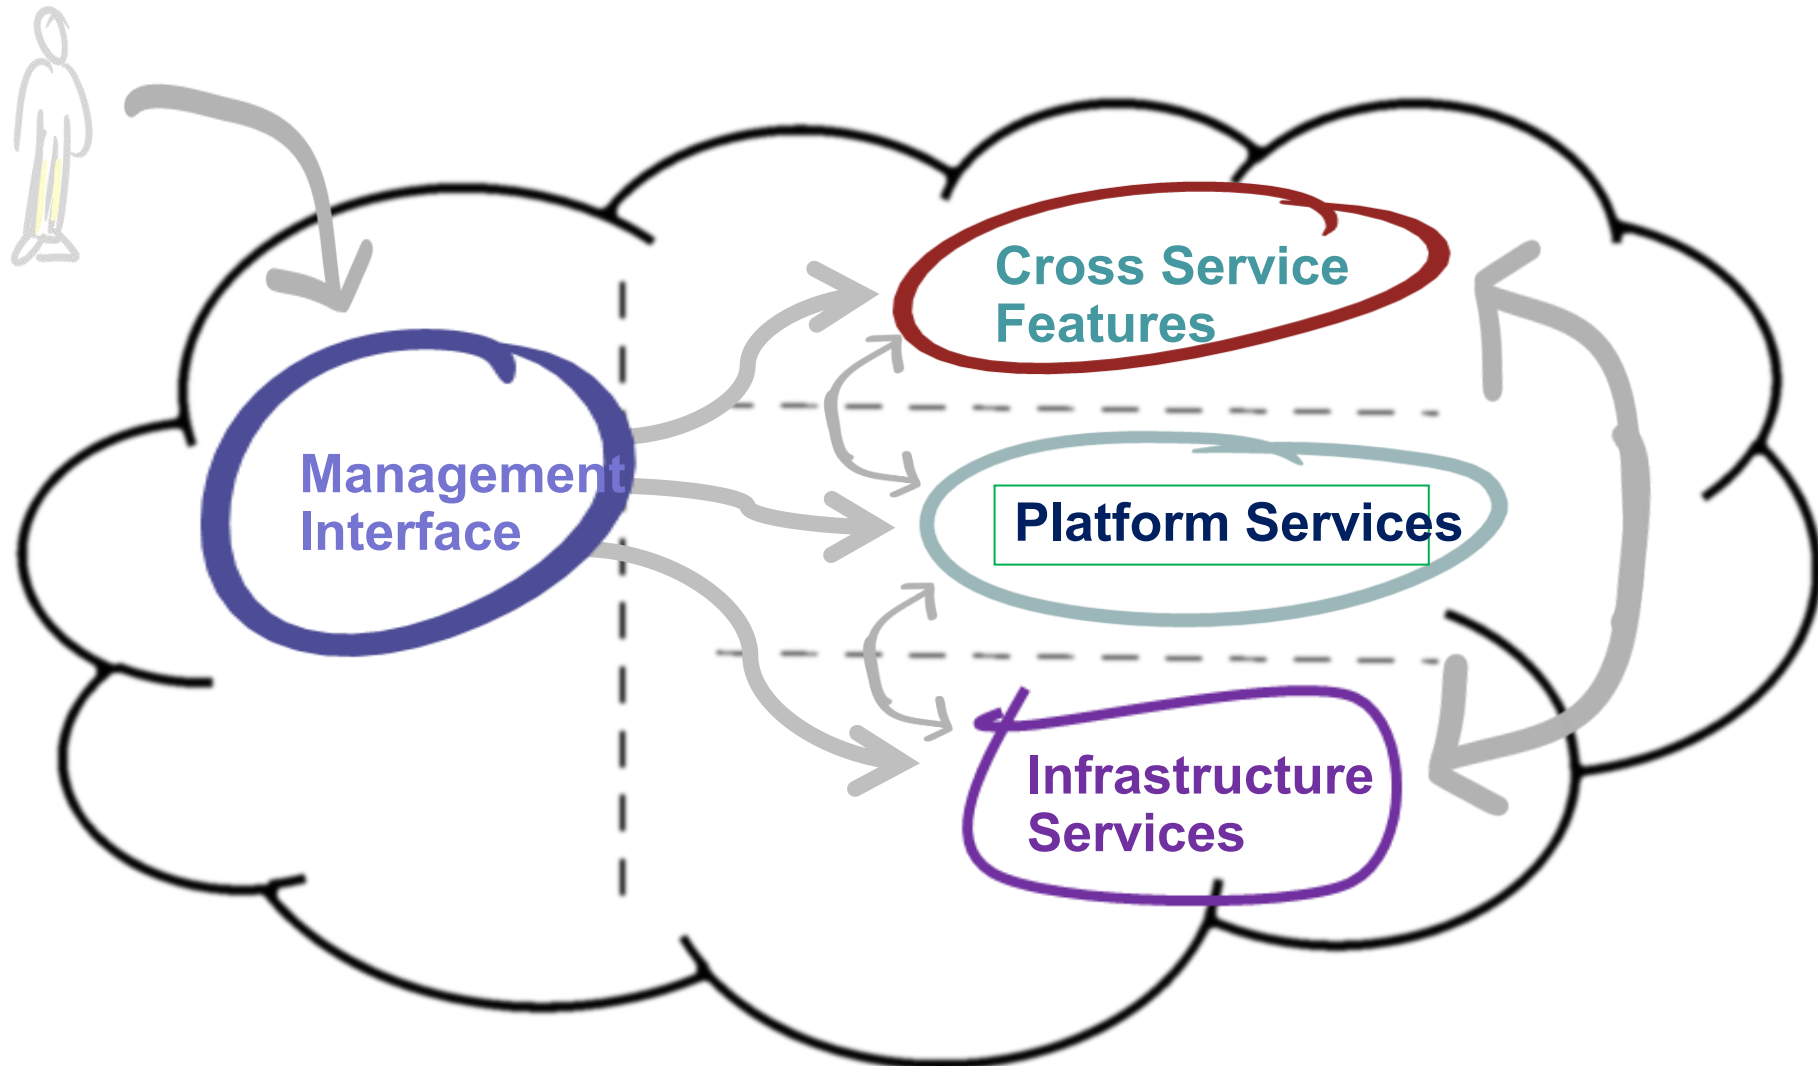 Cross Service
Features
Management
Interface
Platform Services
Infrastructure
Services